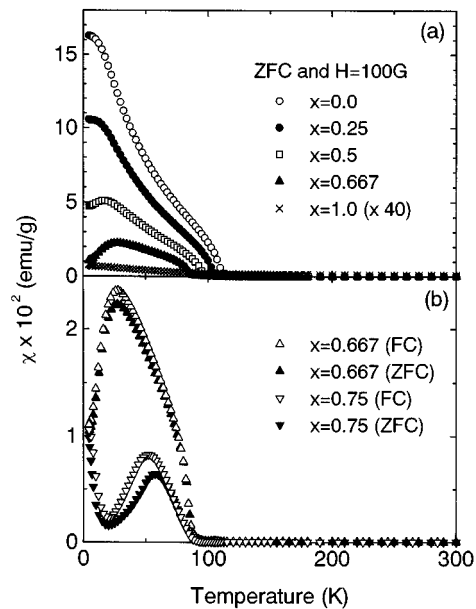 (a)
15
10
5
0
ZFC and H=100G
x=0.0
x=0.25
x=0.5
x=0.667
x=1.0 (x 40)
χ x 10² (emu/g)
(b)
2
1
0
x=0.667 (FC)
x=0.667 (ZFC)
x=0.75 (FC)
x=0.75 (ZFC)
0 100 200 300
Temperature (K)